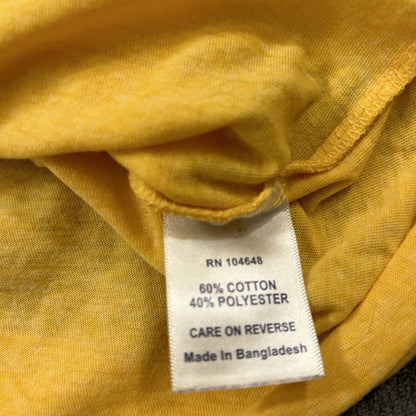 RN 104648
60% COTTON
40% POLYESTER
CARE ON REVERSE
Made In Bangladesh